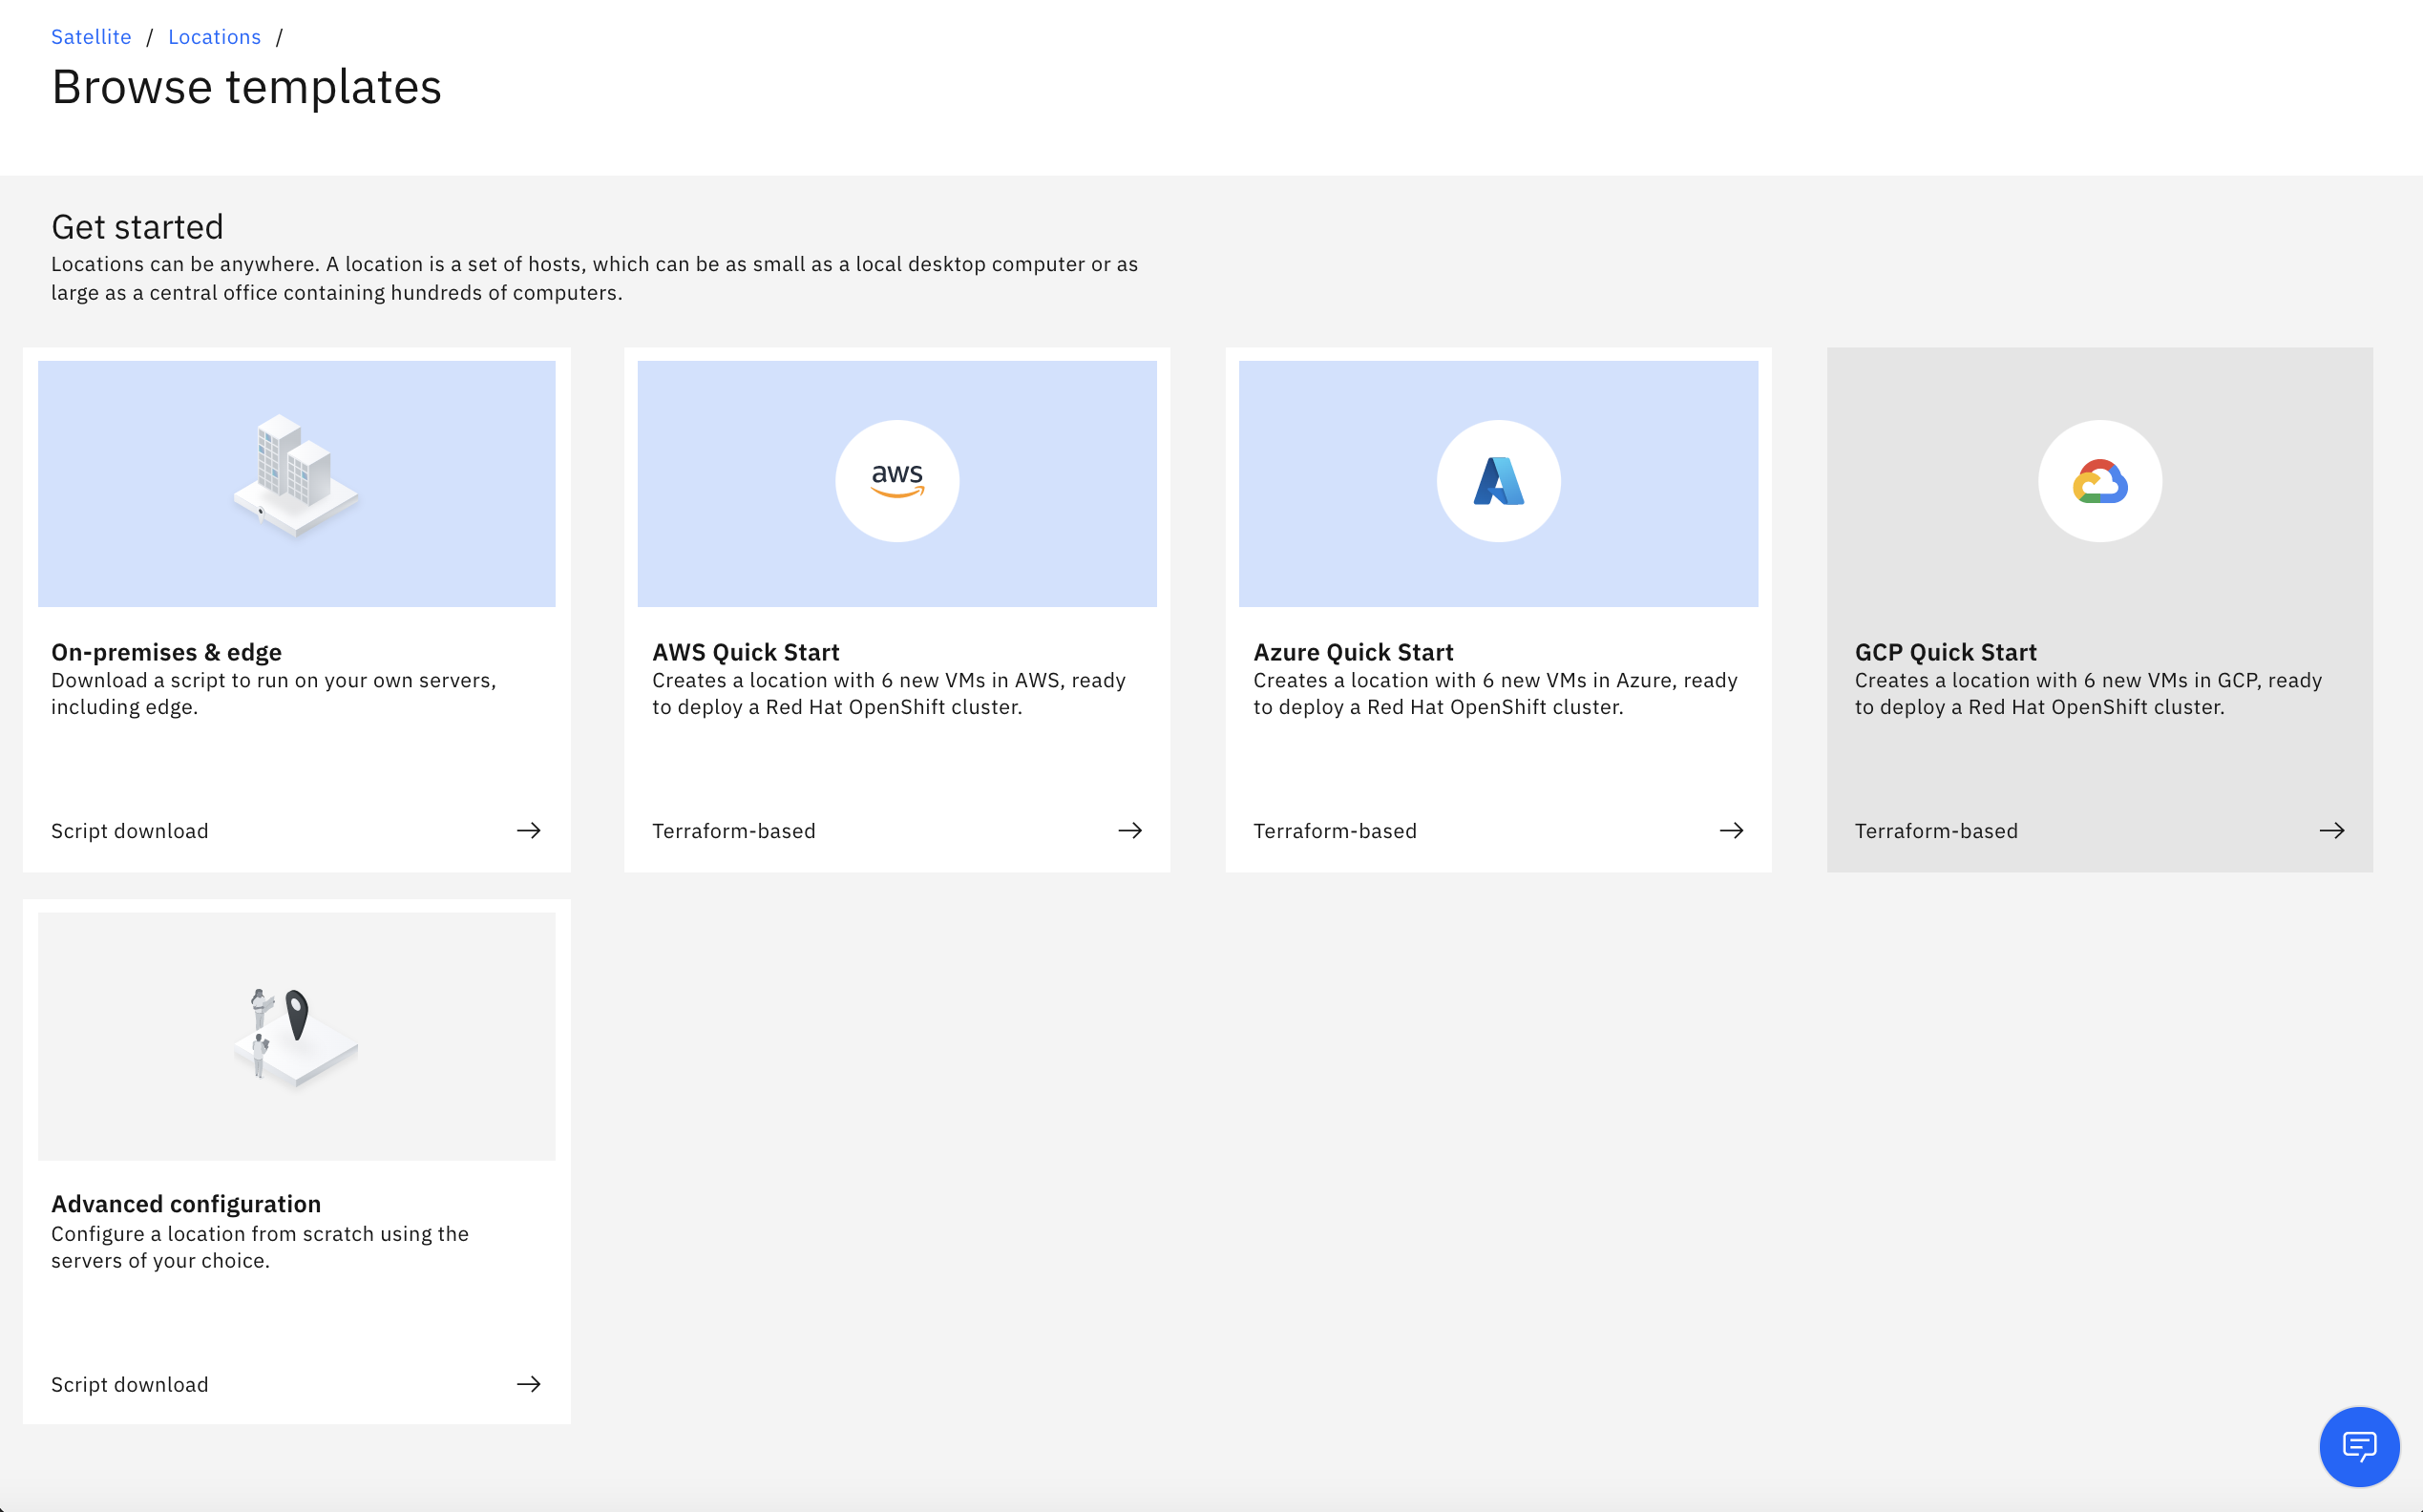 Satellite / Locations /
Browse templates
Get started
Locations can be anywhere. A location is a set of hosts, which can be as small as a local desktop computer or as
large as a central office containing hundreds of computers.
On-premises & edge
Download a script to run on your own servers,
including edge.
Script download
aws
AWS Quick Start
Creates a location with 6 new VMs in AWS, ready
to deploy a Red Hat OpenShift cluster.
Terraform-based
Azure Quick Start
Creates a location with 6 new VMs in Azure, ready
to deploy a Red Hat OpenShift cluster.
Terraform-based
GCP Quick Start
Creates a location with 6 new VMs in GCP, ready
to deploy a Red Hat OpenShift cluster.
Terraform-based
Advanced configuration
Configure a location from scratch using the
servers of your choice.
Script download